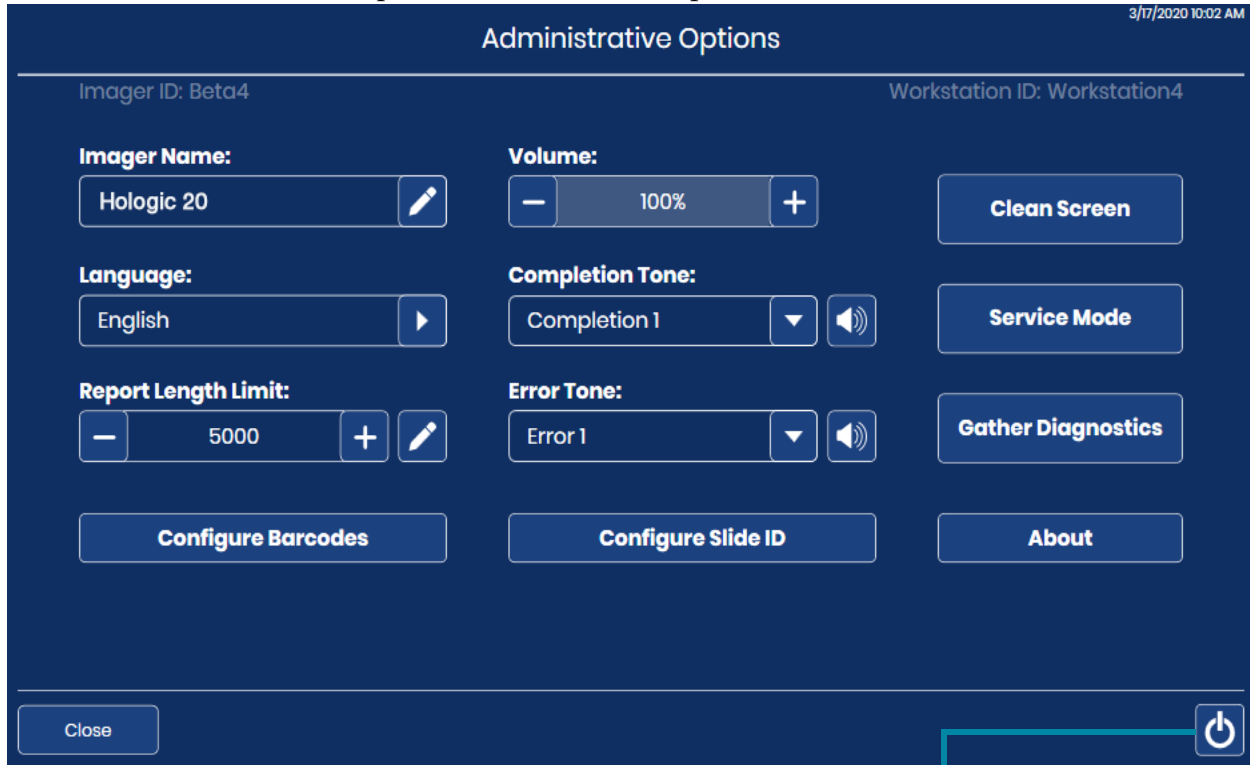 3/17/2020 10:02 AM
Administrative Options
Imager ID: Beta4
Workstation ID: Workstation4
Imager Name:
Volume:
Hologic 20
100%
Clean Screen
Language:
Completion Tone:
English
Completion 1
Service Mode
Report Length Limit:
Error Tone:
5000
Error 1
Gather Diagnostics
Configure Barcodes
Configure Slide ID
About
Close